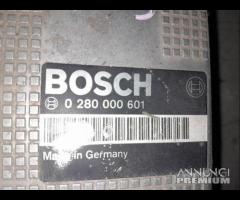 BOSCH
0 280 000 601
Made in Germany
ANNUNCI
PREMIUM